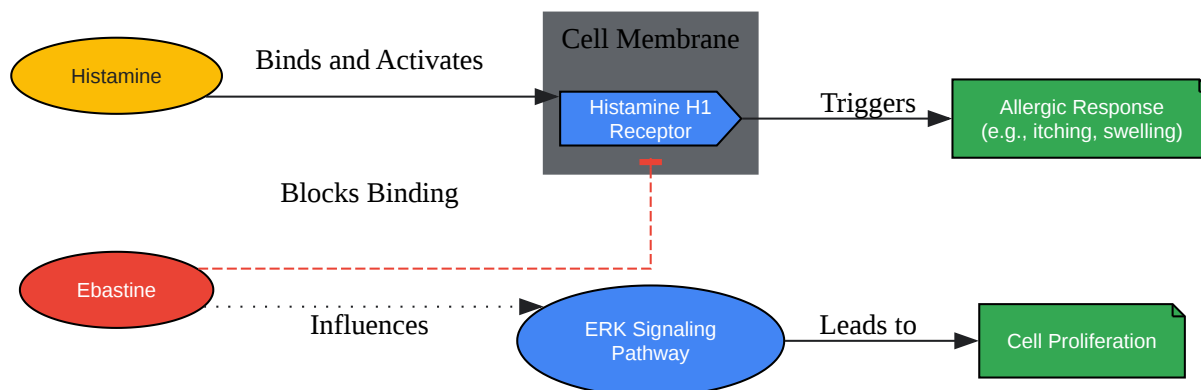 Cell Membrane
Histamine
Binds and Activates
Histamine H1
Receptor
Triggers
Allergic Response
(e.g., itching, swelling)
Blocks Binding
Ebastine
Influences
ERK Signaling
Pathway
Leads to
Cell Proliferation